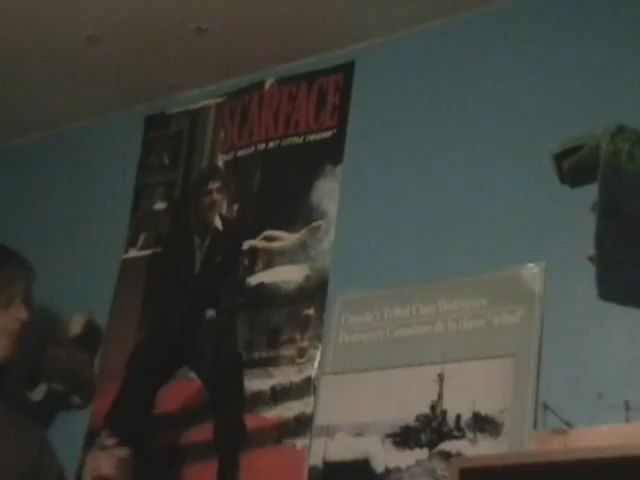 SCARFACE
"SAY HELLO TO MY LITTLE FRIEND"
Canada's Tribal Class Destroyers
Destroyers Canadiens de la classe "tribal"